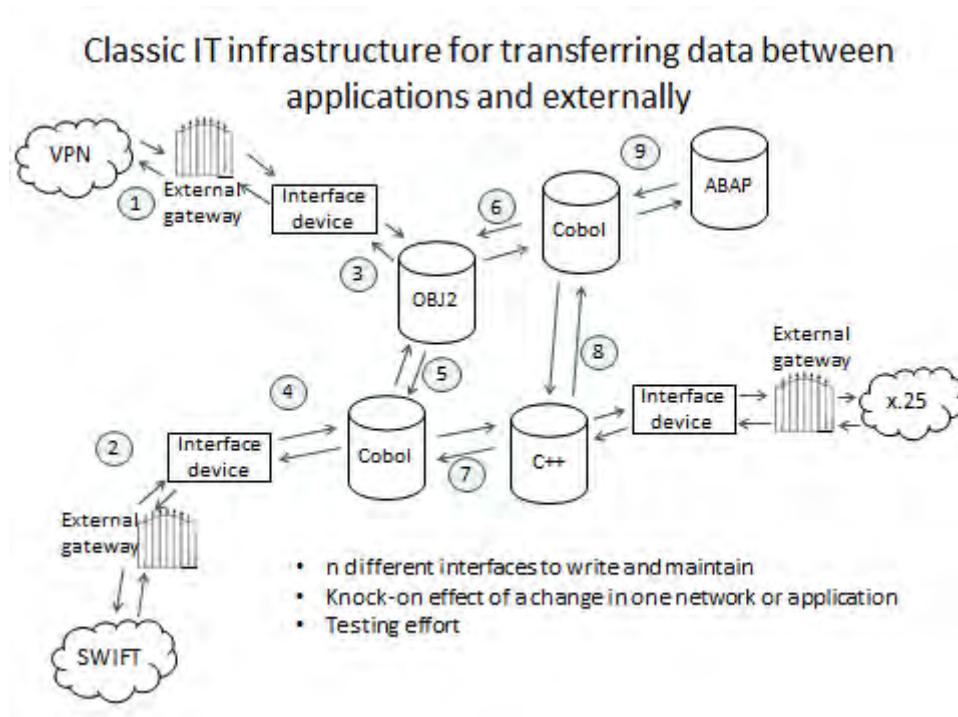 Classic IT infrastructure for transferring data between
applications and externally
VPN
1
External
gateway
Interface
device
3
OBJ2
6
Cobol
9
ABAP
5
8
4
2
Interface
device
Cobol
7
C++
Interface
device
External
gateway
x.25
External
gateway
SWIFT
• n different interfaces to write and maintain
• Knock-on effect of a change in one network or application
• Testing effort